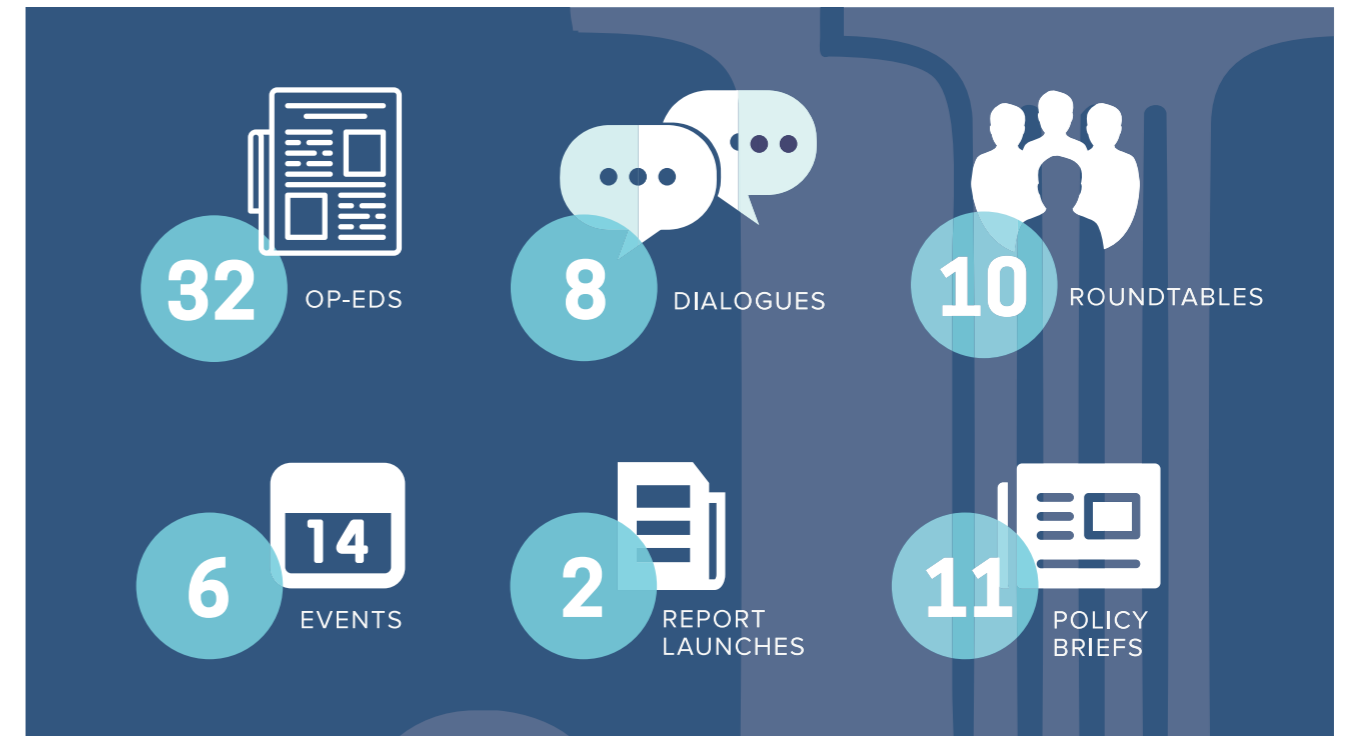 32 OP-EDS
8 DIALOGUES
10 ROUNDTABLES
14
6 EVENTS
2 REPORT
LAUNCHES
11 POLICY
BRIEFS